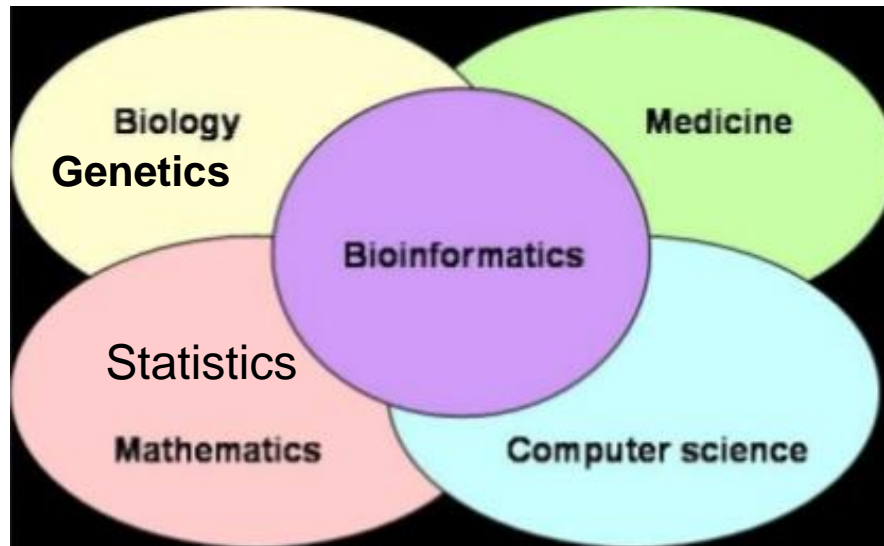 Biology
Genetics
Medicine
Bioinformatics
Statistics
Mathematics
Computer science